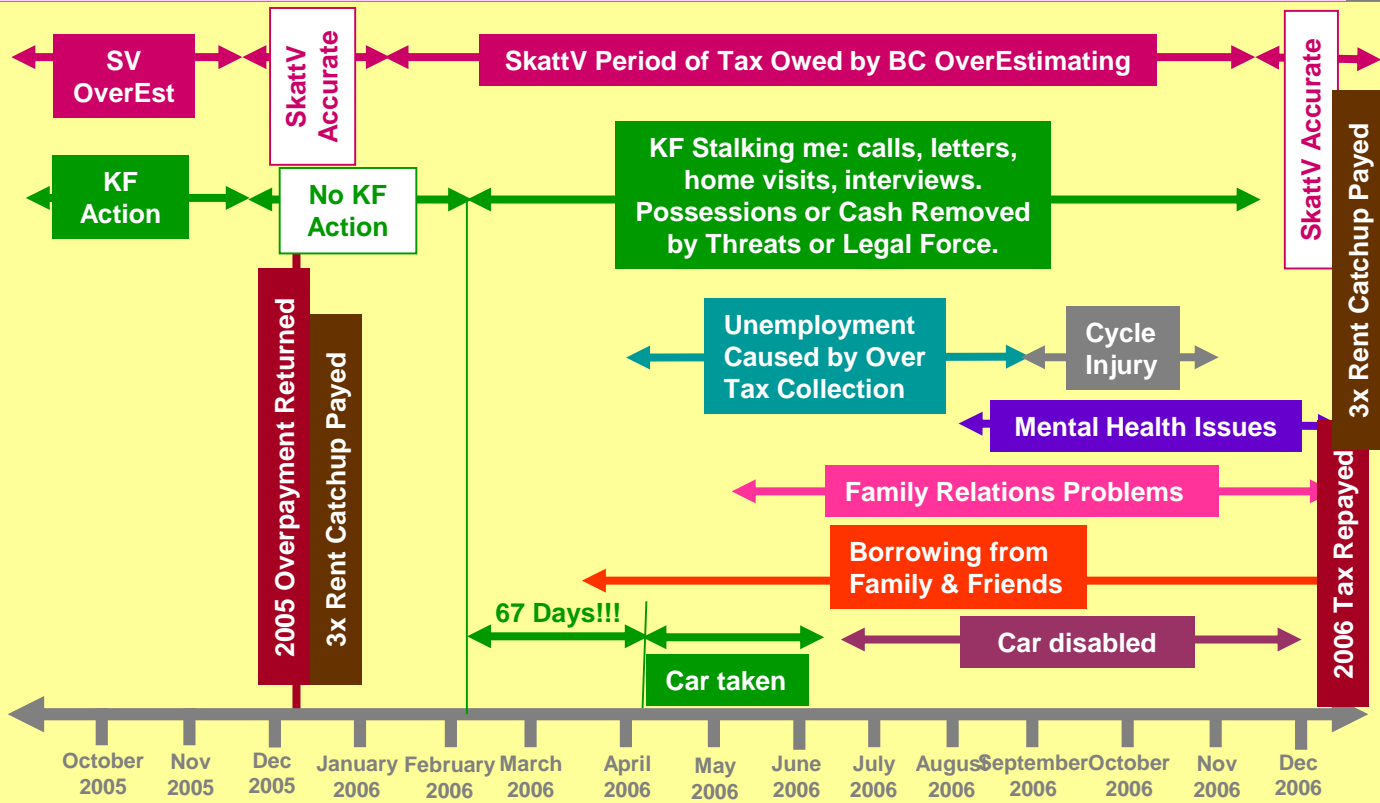 SV
OverEst
SkattV
Accurate
SkattV Period of Tax Owed by BC OverEstimating
SkattV Accurate
KF
Action
No KF
Action
KF Stalking me: calls, letters,
home visits, interviews.
Possessions or Cash Removed
by Threats or Legal Force.
3x Rent Catchup Payed
2005 Overpayment Returned
3x Rent Catchup Payed
Unemployment
Caused by Over
Tax Collection
Cycle
Injury
Mental Health Issues
Family Relations Problems
2006 Tax Repayed
Borrowing from
Family & Friends
67 Days!!!
Car disabled
Car taken
October
2005
Nov
2005
Dec
2005
January
2006
February
2006
March
2006
April
2006
May
2006
June
2006
July
2006
August
2006
September
2006
October
2006
Nov
2006
Dec
2006